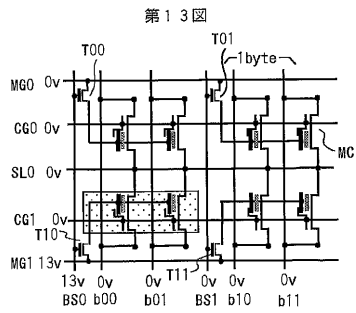 第13図
T00
T01
1byte
MG0 0v
CG0 0v
MC
SL0 0v
CG1 0v
T10
T11
MG1 13v
13v 0v 0v 0v 0v 0v
BS0 b00 b01 BS1 b10 b11